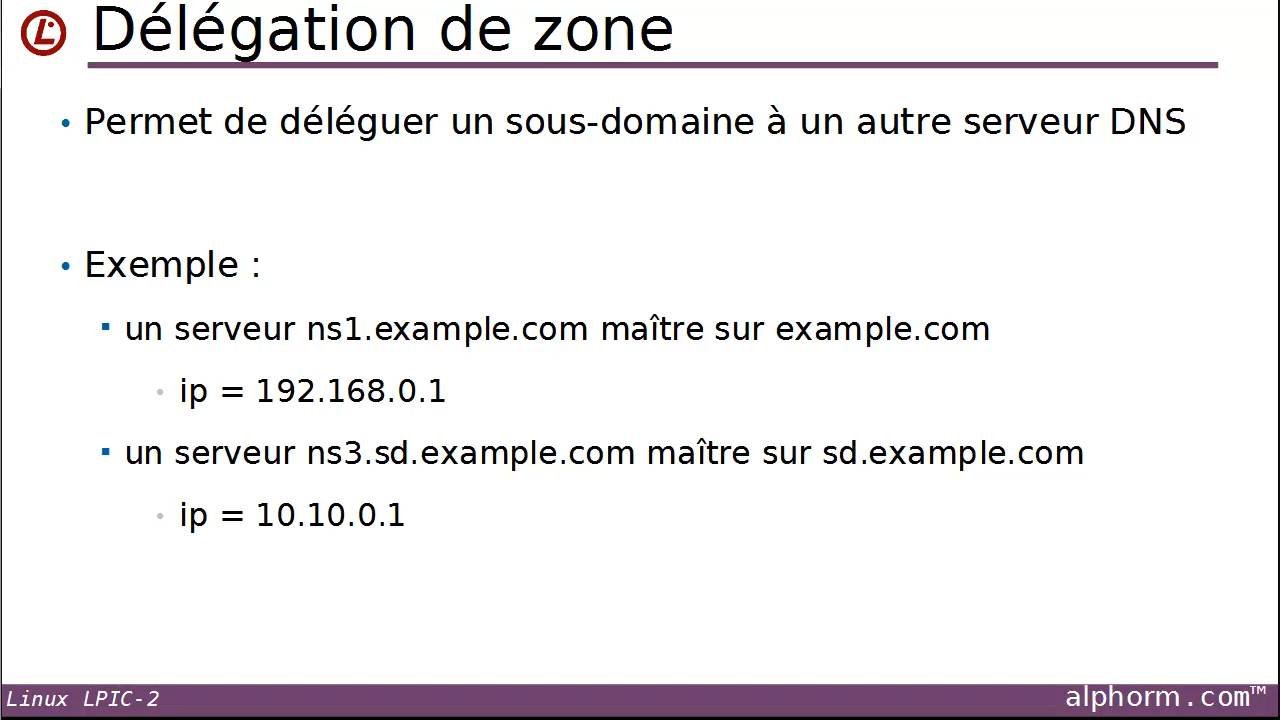 Délégation de zone
Permet de déléguer un sous-domaine à un autre serveur DNS
Exemple :
un serveur ns1.example.com maître sur example.com
ip = 192.168.0.1
un serveur ns3.sd.example.com maître sur sd.example.com
ip = 10.10.0.1
Linux LPIC-2
alphorm.com™